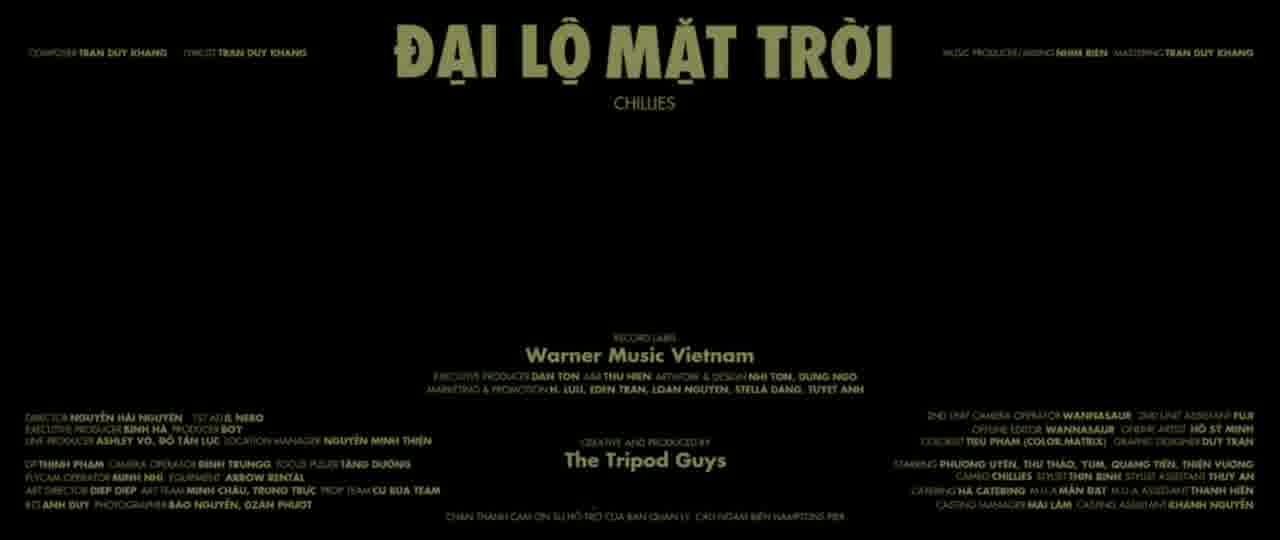 ĐẠI LỘ MẶT TRỜI
COMPOSER TRAN DUY KHANG LYRICIST TRAN DUY KHANG
MUSIC PRODUCER/MIXING NHIM BIEN MASTERING TRAN DUY KHANG
CHILLIES
RECORD LABEL
Warner Music Vietnam
EXECUTIVE PRODUCER DAN TON A&R THU HIEN ARTWORK & DESIGN NHI TON, DUNG NGO
MARKETING & PROMOTION H. LUU, EDEN TRAN, LOAN NGUYEN, STELLA DANG, TUYET ANH
DIRECTOR NGUYỄN HẢI NGUYÊN 1ST AD IL NERO
EXECUTIVE PRODUCER BINH HÀ PRODUCER BOY
LINE PRODUCER ASHLEY VÕ, ĐỖ TẤN LỤC LOCATION MANAGER NGUYỄN MINH THIỆN
DP THỊNH PHẠM CAMERA OPERATOR BÌNH TRUNGG FOCUS PULLER TĂNG DƯỠNG
FLYCAM OPERATOR MINH NHÍ EQUIPMENT ARROW RENTAL
ART DIRECTOR DIEP DIEP ART TEAM MINH CHÂU, TRUNG TRỰC PROP TEAM CU BUA TEAM
BTS ANH DUY PHOTOGRAPHER BẢO NGUYÊN, OZAN PHUOT
CREATIVE AND PRODUCED BY
The Tripod Guys
2ND UNIT CAMERA OPERATOR WANNASAUR 2ND UNIT ASSISTANT FUJI
OFFLINE EDITOR WANNASAUR ONLINE ARTIST HỒ SỸ MINH
COLORIST TIEU PHAM (COLOR.MATRIX) GRAPHIC DESIGNER DUY TRAN
STARRING PHƯƠNG UYÊN, THƯ THẢO, YUM, QUANG TIẾN, THIỆN VƯƠNG
CAMEO CHILLIES STYLIST THIN BINH STYLIST ASSISTANT THUY AN
CATERING HÀ CATERING M.U.A MẪN ĐẠT M.U.A ASSISTANT THANH HIỀN
CASTING MANAGER MAI LÂM CASTING ASSISTANT KHÁNH NGUYÊN
CHÂN THÀNH CẢM ƠN SỰ HỖ TRỢ CỦA BAN QUẢN LÝ CẦU NGẮM BIỂN HAMPTONS PIER